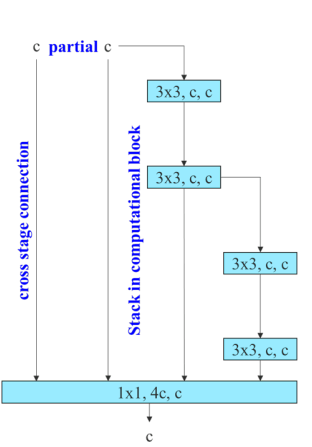 c partial c
3x3, c, c
3x3, c, c
cross stage connection
Stack in computational block
3x3, c, c
3x3, c, c
1x1, 4c, c
c